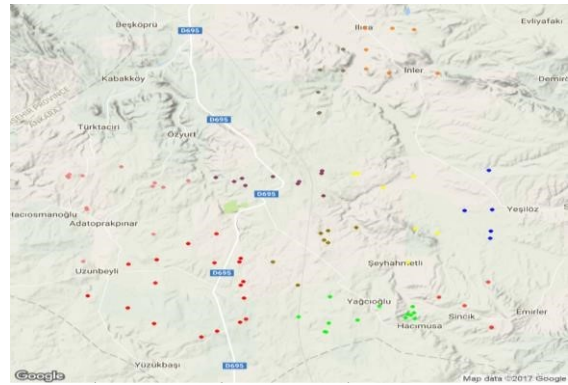 Beşköprü
D695
Ilıca
Evliyafakı
Kabakköy
İnler
Demirö
ANKARA
Türktaciri
Özyurt
D695
D695
Hacıosmanoğlu
Yeşilöz
Adatoprakpınar
Şeyhahmetli
Uzunbeyli
D695
Yağcıoğlu
Hacımusa
Sincik
Emirler
Yüzükbaşı
D695
Google
Map data ©2017 Google